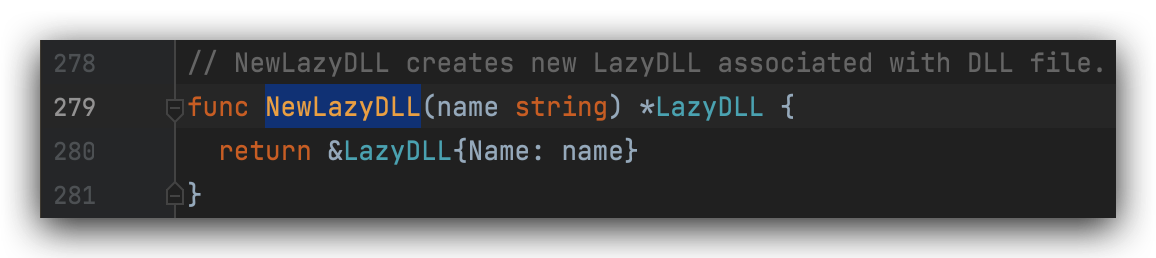 278 // NewLazyDLL creates new LazyDLL associated with DLL file.
279 func NewLazyDLL(name string) *LazyDLL {
280 return &LazyDLL{Name: name}
281 }